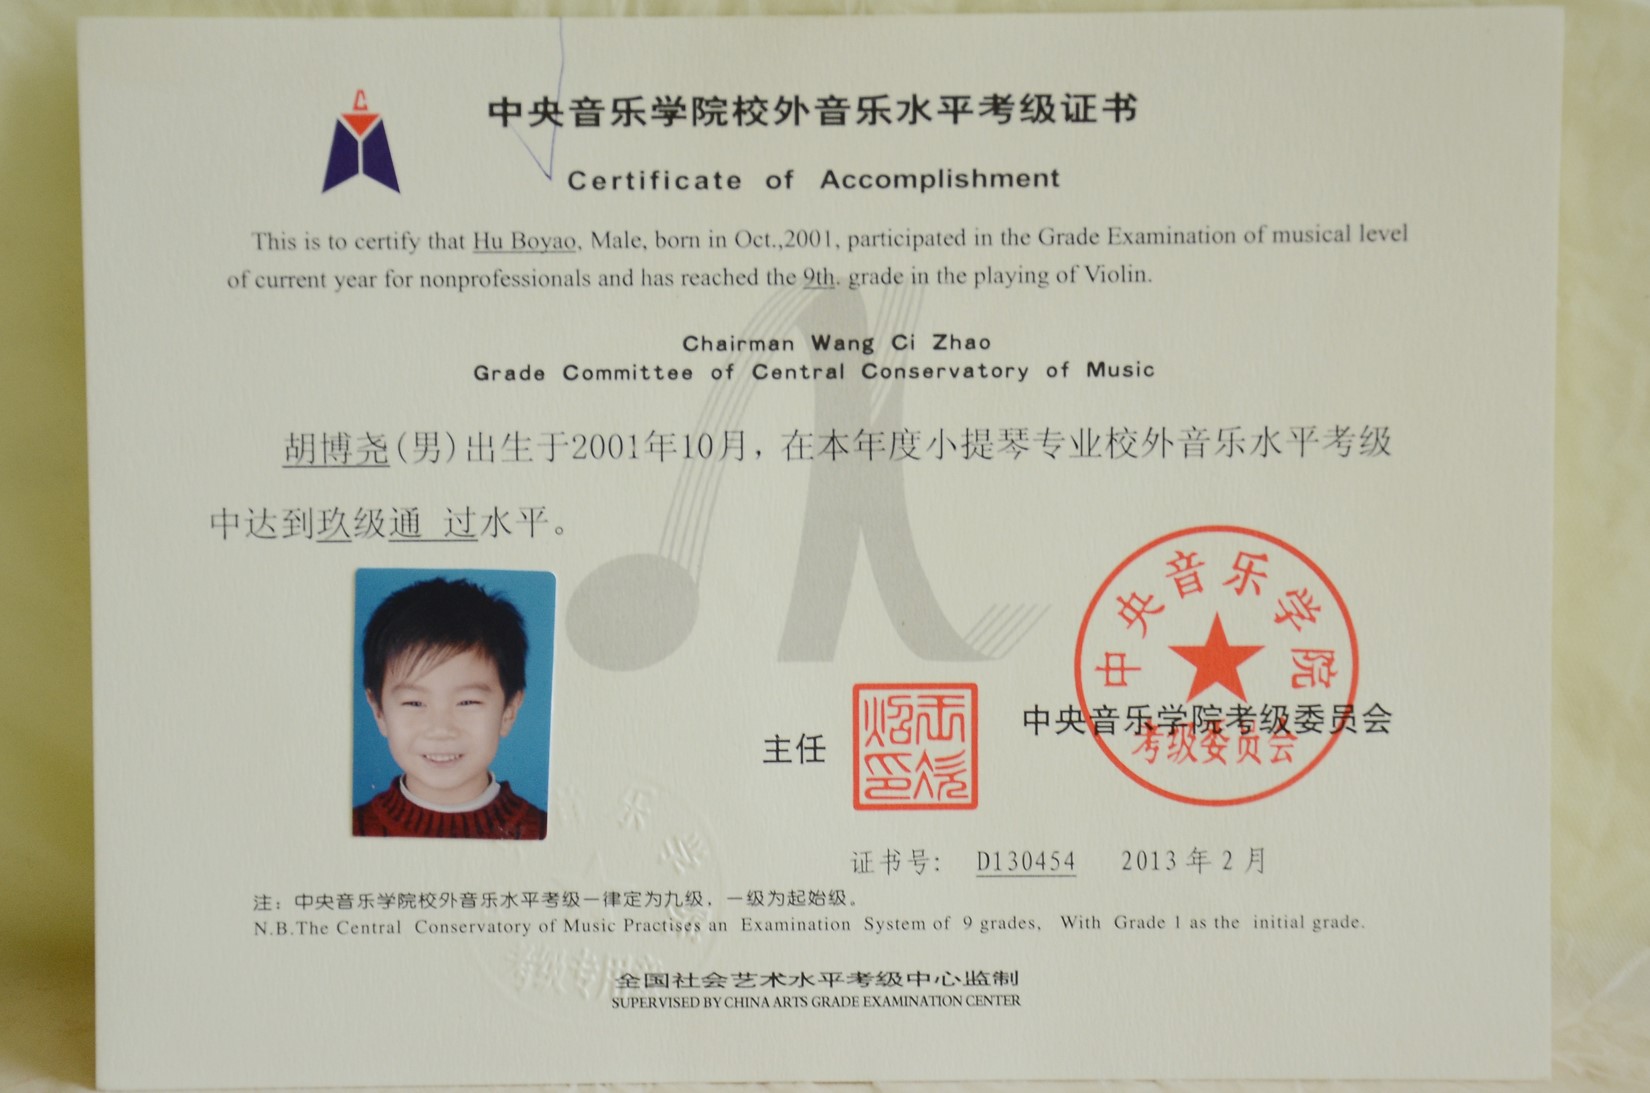 中央音乐学院校外音乐水平考级证书
Certificate of Accomplishment
This is to certify that Hu Boyao, Male, born in Oct.,2001, participated in the Grade Examination of musical level
of current year for nonprofessionals and has reached the 9th. grade in the playing of Violin.
Chairman Wang Ci Zhao
Grade Committee of Central Conservatory of Music
胡博尧(男)出生于2001年10月，在本年度小提琴专业校外音乐水平考级
中达到玖级通 过水平。
中央音乐学院
中央音乐学院考级委员会
考级委员会
主任
证书号： D130454 2013年2月
注：中央音乐学院校外音乐水平考级一律定为九级，一级为起始级。
N.B.The Central Conservatory of Music Practises an Examination System of 9 grades, With Grade 1 as the initial grade.
全国社会艺术水平考级中心监制
SUPERVISED BY CHINA ARTS GRADE EXAMINATION CENTER